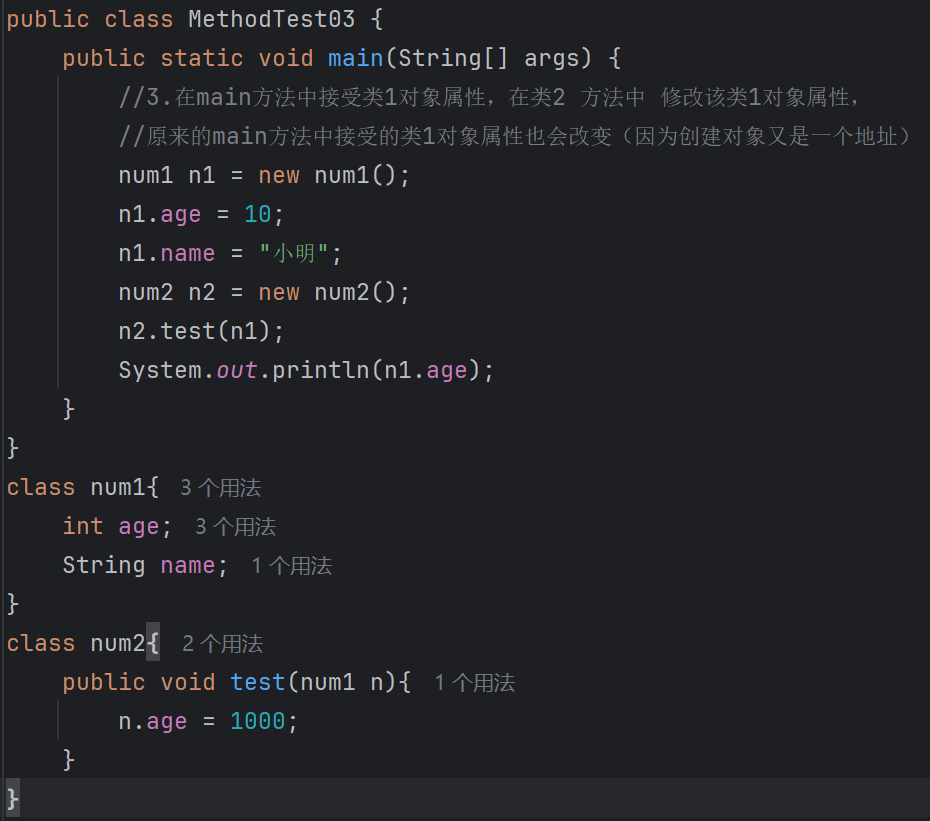 public class MethodTest03 {
    public static void main(String[] args) {
        //3.在main方法中接受类1对象属性，在类2 方法中 修改该类1对象属性，
        //原来的main方法中接受的类1对象属性也会改变（因为创建对象又是一个地址）
        num1 n1 = new num1();
        n1.age = 10;
        n1.name = "小明";
        num2 n2 = new num2();
        n2.test(n1);
        System.out.println(n1.age);
    }
}
class num1{ 3 个用法
    int age; 3 个用法
    String name; 1 个用法
}
class num2{ 2 个用法
    public void test(num1 n){ 1 个用法
        n.age = 1000;
    }
}